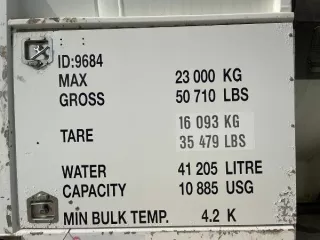 ID:9684
MAX 23 000 KG
GROSS 50 710 LBS
16 093 KG
TARE
35 479 LBS
WATER 41 205 LITRE
CAPACITY 10 885 USG
MIN BULK TEMP. 4.2 K